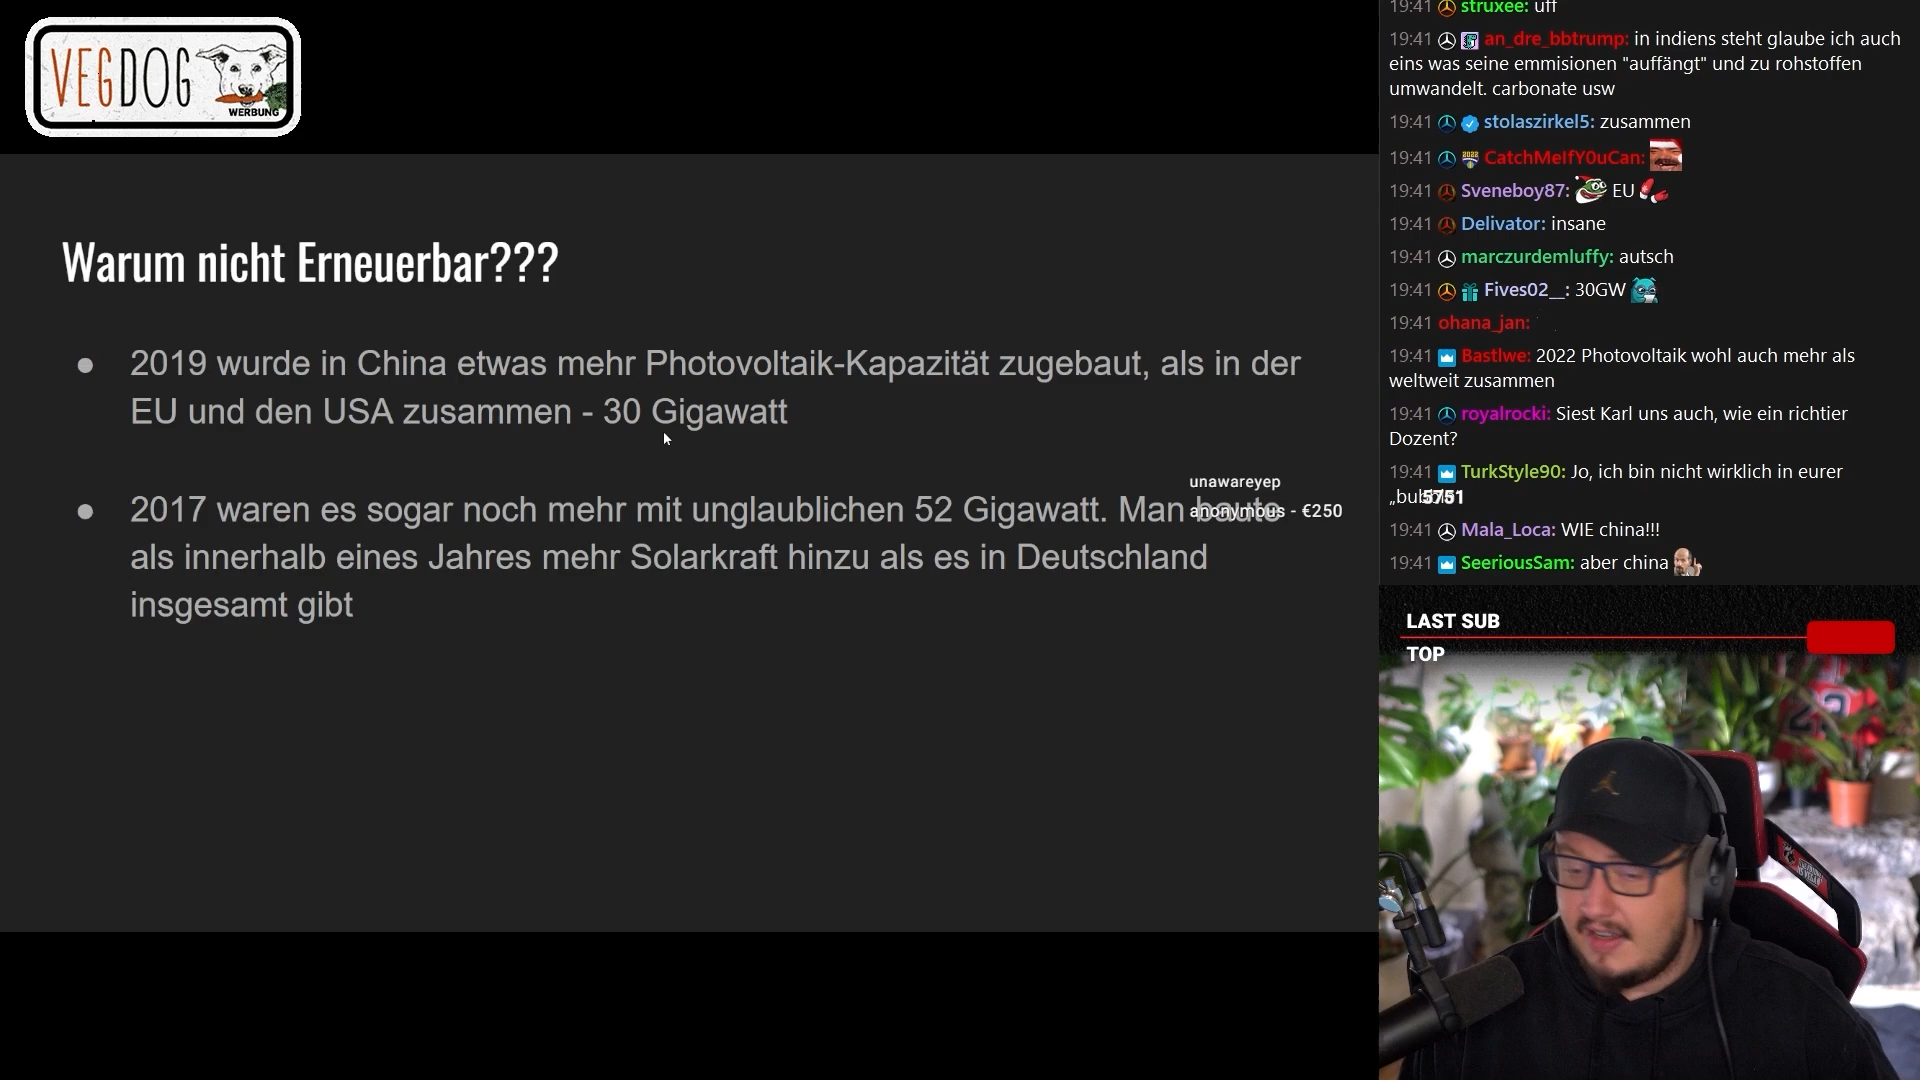 VEGDOG
WERBUNG
Warum nicht Erneuerbar???
● 2019 wurde in China etwas mehr Photovoltaik-Kapazität zugebaut, als in der
EU und den USA zusammen - 30 Gigawatt
● 2017 waren es sogar noch mehr mit unglaublichen 52 Gigawatt. Man baute
als innerhalb eines Jahres mehr Solarkraft hinzu als es in Deutschland
insgesamt gibt
unawareyep
anonymous - €250
19:41 struxee: uff
19:41 an_dre_bbtrump: in indiens steht glaube ich auch
eins was seine emmisionen "auffängt" und zu rohstoffen
umwandelt. carbonate usw
19:41 stolaszirkel5: zusammen
19:41 CatchMeIfY0uCan:
19:41 Sveneboy87: EU
19:41 Delivator: insane
19:41 marczurdemluffy: autsch
19:41 Fives02__: 30GW
19:41 ohana_jan:
19:41 Bastlwe: 2022 Photovoltaik wohl auch mehr als
weltweit zusammen
19:41 royalrocki: Siest Karl uns auch, wie ein richtier
Dozent?
19:41 TurkStyle90: Jo, ich bin nicht wirklich in eurer
5751
19:41 Mala_Loca: WIE china!!!
19:41 SeeriousSam: aber china
LAST SUB
TOP